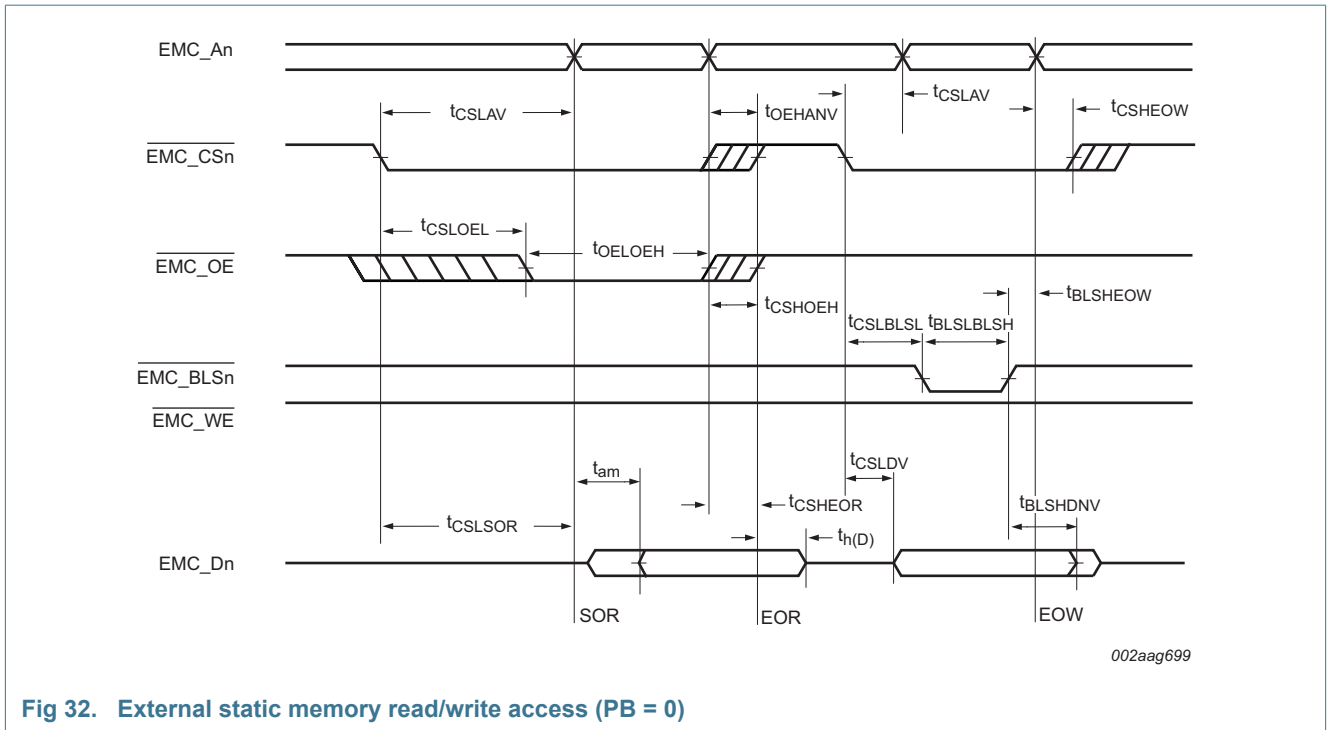 EMC_An
tCSLAV
tOEHANV
tCSLAV
tCSHEOW
EMC_CSn
tCSLOEL
tOELOEH
EMC_OE
tCSHOEH
tBLSHEOW
tCSLBLSL
tBLSLBLSH
EMC_BLSn
EMC_WE
tam
tCSLDV
tCSHEOR
tBLSHDNV
tCSLSOR
th(D)
EMC_Dn
SOR
EOR
EOW
002aag699
Fig 32. External static memory read/write access (PB = 0)